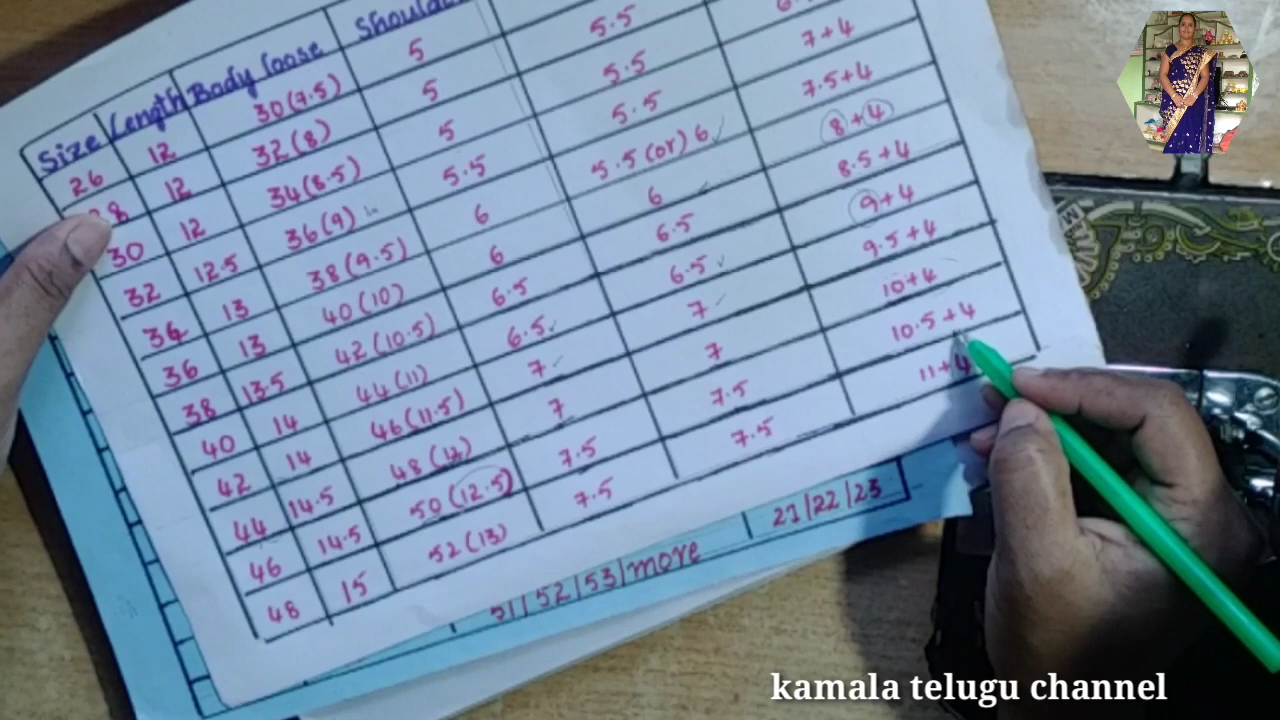 Size Length Body loose
26 12 30(7.5) 5
8 12 32(8) 5 5.5
30 12 34(8.5) 5 5.5
32 12.5 36(9) 5.5 5.5 7+4
34 13 38(9.5) 6 5.5(or)6 7.5+4
36 13 40(10) 6 6 8+4
38 13.5 42(10.5) 6.5 6.5 8.5+4
40 14 44(11) 6.5 6.5 9+4
42 14 46(11.5) 7 7 9.5+4
44 14.5 48(12) 7 7 10+4
46 14.5 50(12.5) 7.5 7.5 10.5+4
48 15 52(13) 7.5 7.5 11+4
51/52/53/more 21/22/23
kamala telugu channel